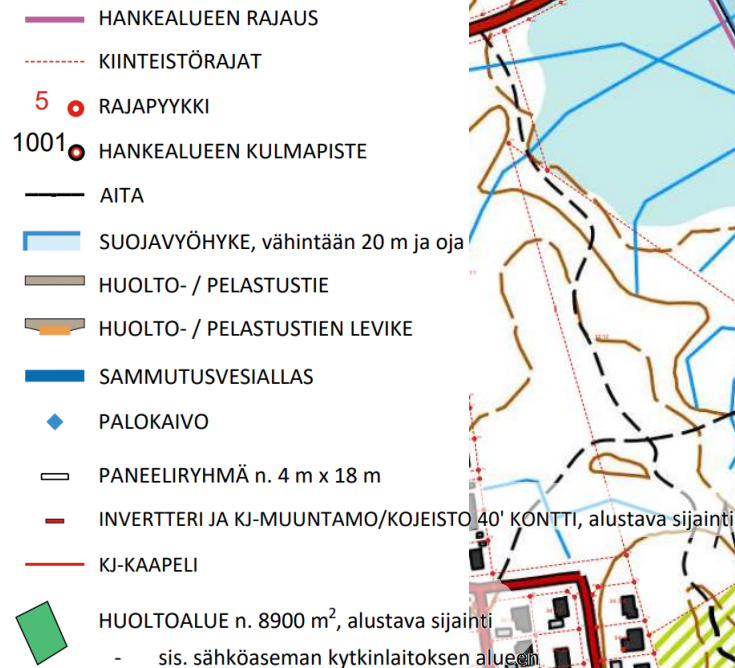 HANKEALUEEN RAJAUS
KIINTEISTÖRAJAT
5 RAJAPYYKKI
1001 HANKEALUEEN KULMAPISTE
AITA
SUOJAVYÖHYKE, vähintään 20 m ja oja
HUOLTO- / PELASTUSTIE
HUOLTO- / PELASTUSTIEN LEVIKE
SAMMUTUSVESIALLAS
PALOKAIVO
PANEELIRYHMÄ n. 4 m x 18 m
INVERTTERI JA KJ-MUUNTAMO/KOJEISTO 40' KONTTI, alustava sijainti
KJ-KAAPELI
HUOLTOALUE n. 8900 m², alustava sijainti
- sis. sähköaseman kytkinlaitoksen alueen